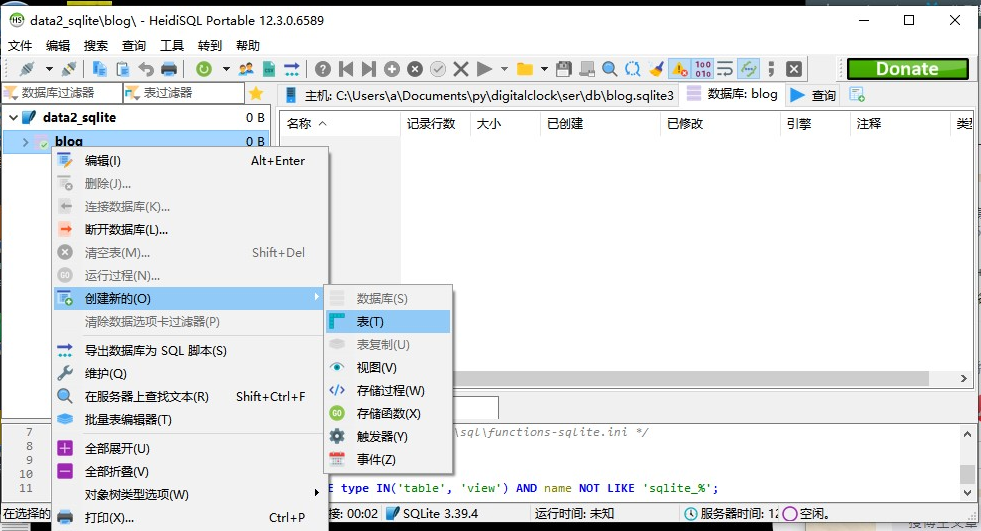 data2_sqlite\blog\ - HeidiSQL Portable 12.3.0.6589
文件 编辑 搜索 查询 工具 转到 帮助
Donate
数据库过滤器 表过滤器
主机: C:\Users\a\Documents\py\digitalclock\ser\db\blog.sqlite3 数据库: blog 查询
data2_sqlite 0 B
blog 0 B
名称 记录行数 大小 已创建 已修改 引擎 注释 类型
编辑(I) Alt+Enter
删除(J)...
连接数据库(K)...
断开数据库(L)...
清空表(M)... Shift+Del
运行过程(N)...
创建新的(O)
清除数据选项卡过滤器(P)
导出数据库为 SQL 脚本(S)
维护(Q)
在服务器上查找文本(R) Shift+Ctrl+F
批量表编辑器(T)
全部展开(U)
全部折叠(V)
对象树类型选项(W)
打印(X)... Ctrl+P
数据库(S)
表(T)
表复制(U)
视图(V)
存储过程(W)
存储函数(X)
触发器(Y)
事件(Z)
7 \sql\functions-sqlite.ini */
8
9
10
11 E type IN('table', 'view') AND name NOT LIKE 'sqlite_%';
在选择的 接: 00:02 SQLite 3.39.4 运行时间: 未知 服务器时间: 12 空闲.